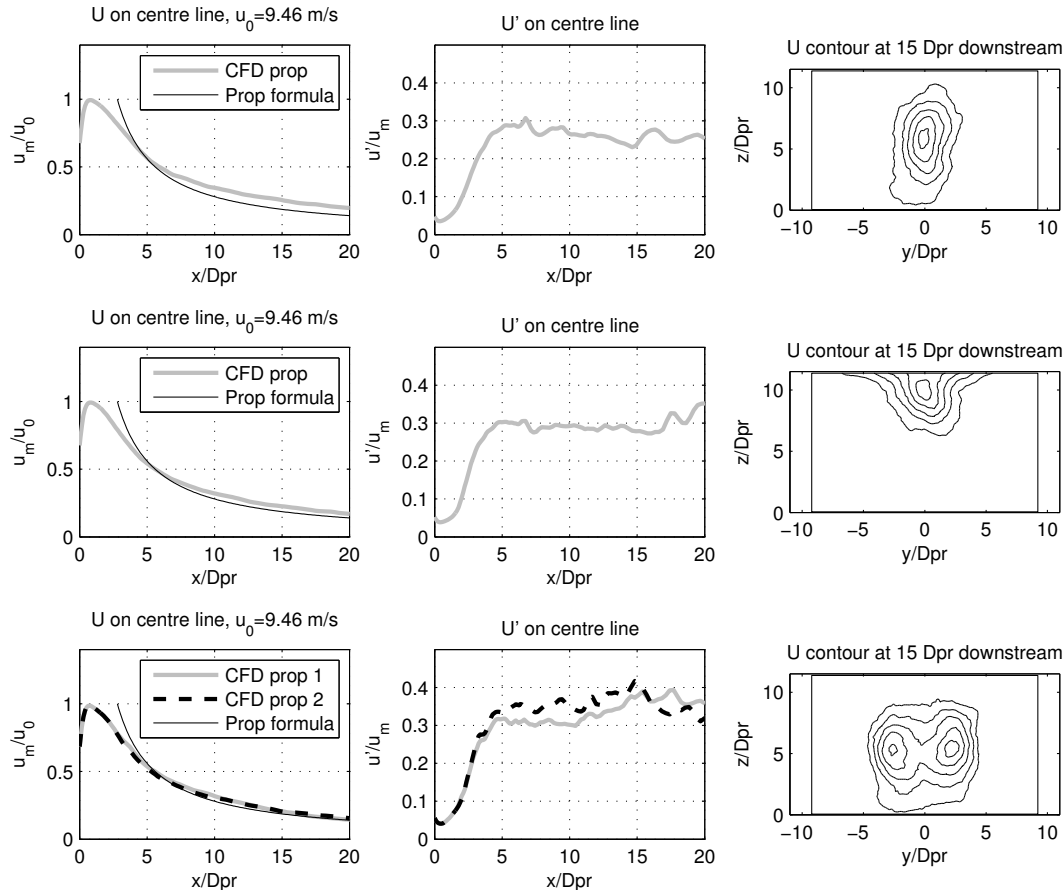 U on centre line, u0=9.46 m/s
um/u0
1
0.5
0
0 5 10 15 20
x/Dpr
CFD prop
Prop formula
U' on centre line
u'/um
0.4
0.3
0.2
0.1
0
0 5 10 15 20
x/Dpr
U contour at 15 Dpr downstream
z/Dpr
10
5
0
−10 −5 0 5 10
y/Dpr
U on centre line, u0=9.46 m/s
um/u0
1
0.5
0
0 5 10 15 20
x/Dpr
CFD prop
Prop formula
U' on centre line
u'/um
0.4
0.3
0.2
0.1
0
0 5 10 15 20
x/Dpr
U contour at 15 Dpr downstream
z/Dpr
10
5
0
−10 −5 0 5 10
y/Dpr
U on centre line, u0=9.46 m/s
um/u0
1
0.5
0
0 5 10 15 20
x/Dpr
CFD prop 1
CFD prop 2
Prop formula
U' on centre line
u'/um
0.4
0.3
0.2
0.1
0
0 5 10 15 20
x/Dpr
U contour at 15 Dpr downstream
z/Dpr
10
5
0
−10 −5 0 5 10
y/Dpr